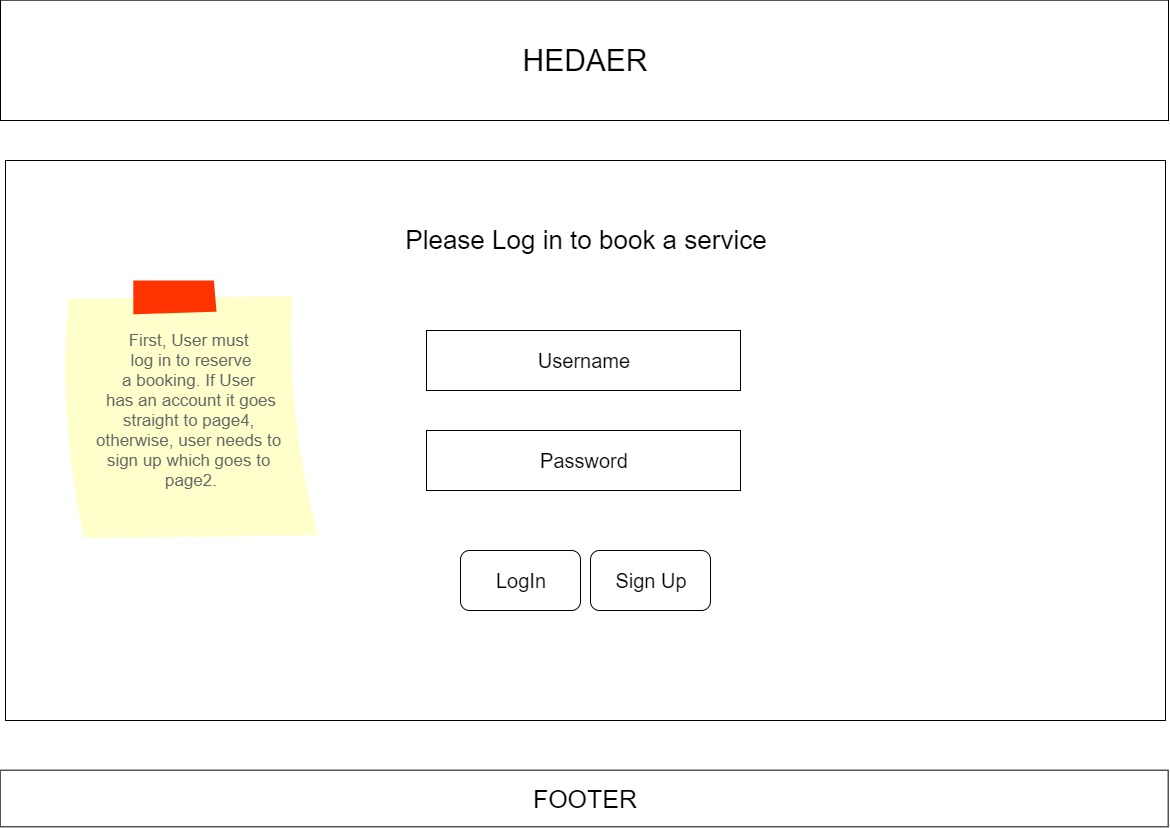 HEDAER
Please Log in to book a service
First, User must
log in to reserve
a booking. If User
has an account it goes
straight to page4,
otherwise, user needs to
sign up which goes to
page2.
Username
Password
LogIn
Sign Up
FOOTER